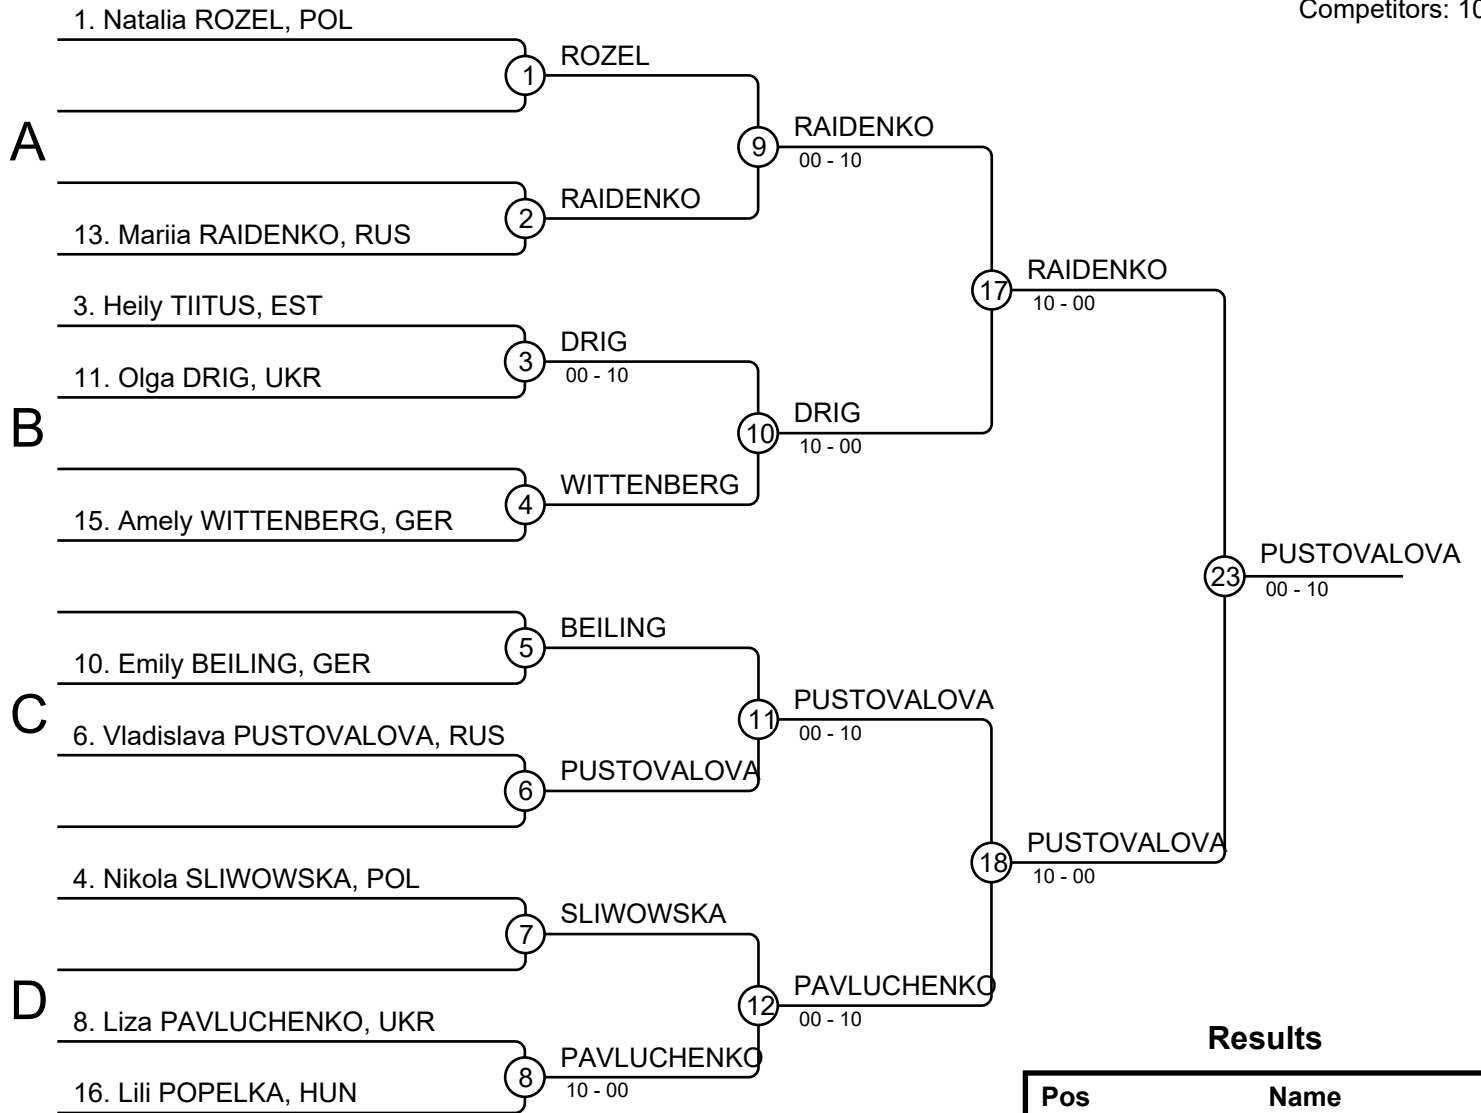 Competitors: 10
1. Natalia ROZEL, POL
1
ROZEL
A
9
RAIDENKO
00 - 10
2
RAIDENKO
13. Mariia RAIDENKO, RUS
17
RAIDENKO
10 - 00
3. Heily TIITUS, EST
3
DRIG
00 - 10
11. Olga DRIG, UKR
B
10
DRIG
10 - 00
4
WITTENBERG
15. Amely WITTENBERG, GER
23
PUSTOVALOVA
00 - 10
5
BEILING
10. Emily BEILING, GER
C
11
PUSTOVALOVA
00 - 10
6. Vladislava PUSTOVALOVA, RUS
6
PUSTOVALOVA
18
PUSTOVALOVA
10 - 00
4. Nikola SLIWOWSKA, POL
7
SLIWOWSKA
D
12
PAVLUCHENKO
00 - 10
8. Liza PAVLUCHENKO, UKR
8
PAVLUCHENKO
10 - 00
16. Lili POPELKA, HUN
Results
Pos Name